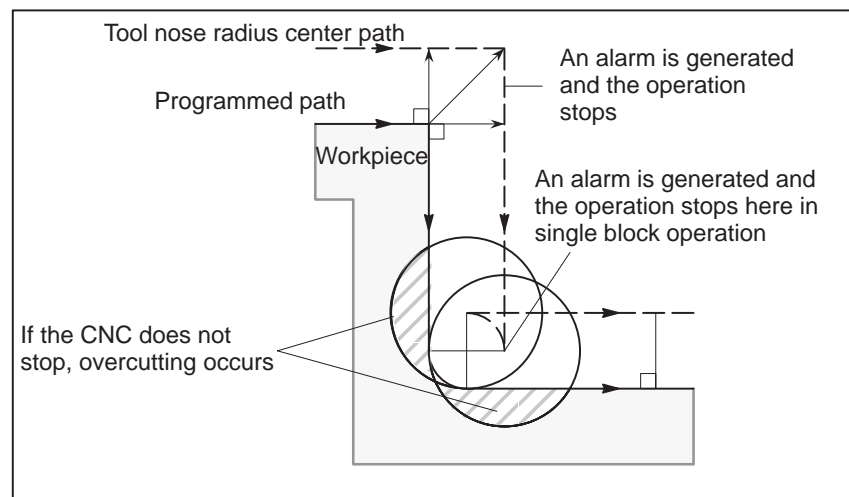 Tool nose radius center path
An alarm is generated
and the operation
stops
Programmed path
Workpiece
An alarm is generated and
the operation stops here in
single block operation
If the CNC does not
stop, overcutting occurs